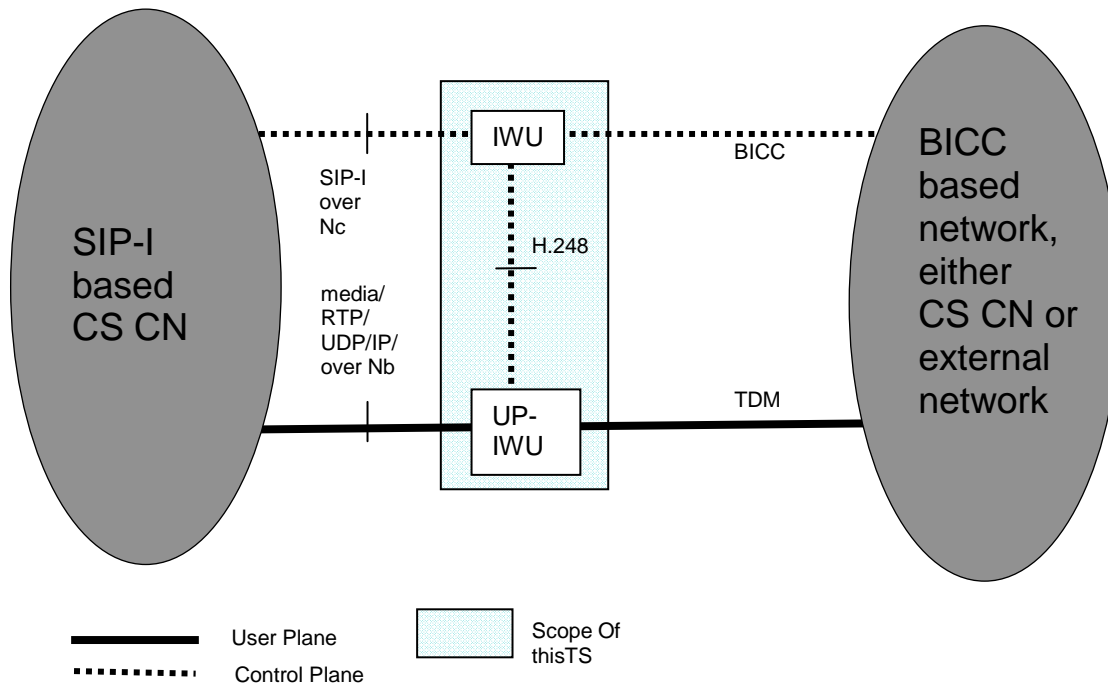 SIP-I
based
CS CN
SIP-I
over
Nc
media/
RTP/
UDP/IP/
over Nb
IWU
H.248
UP-
IWU
BICC
TDM
BICC
based
network,
either
CS CN or
external
network
User Plane
Control Plane
Scope Of
thisTS